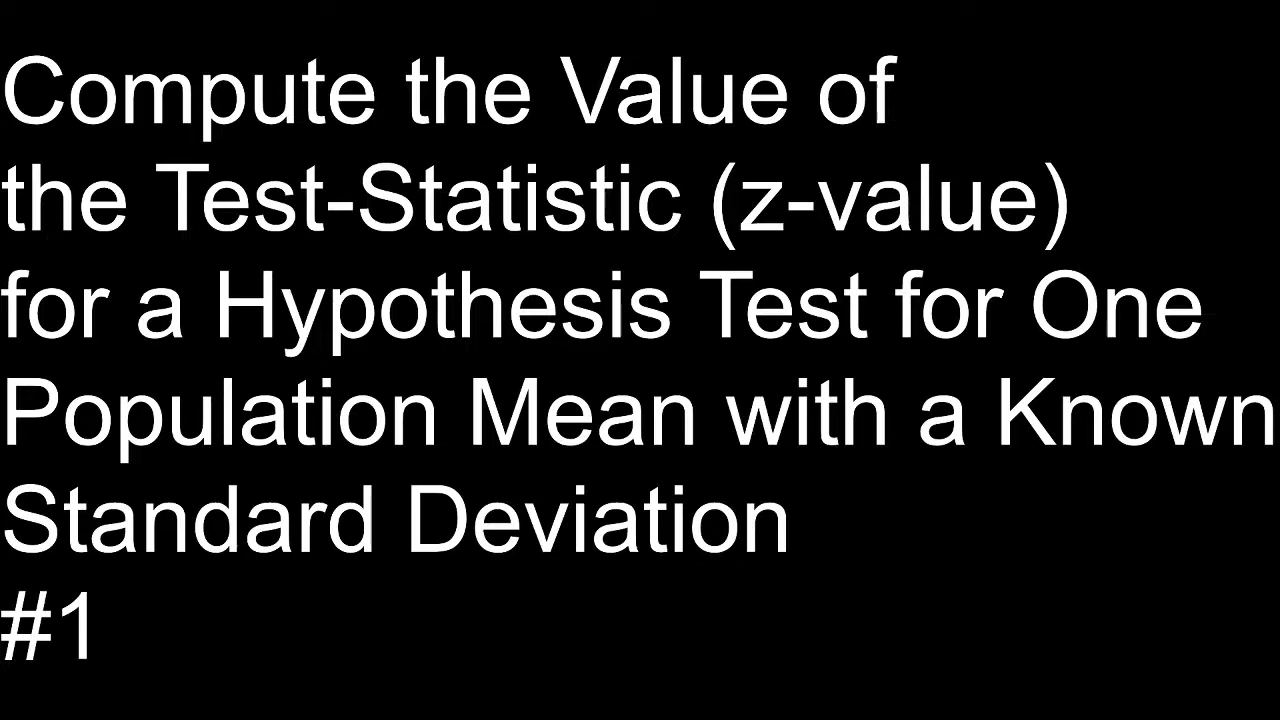 Compute the Value of
the Test-Statistic (z-value)
for a Hypothesis Test for One
Population Mean with a Known
Standard Deviation
#1